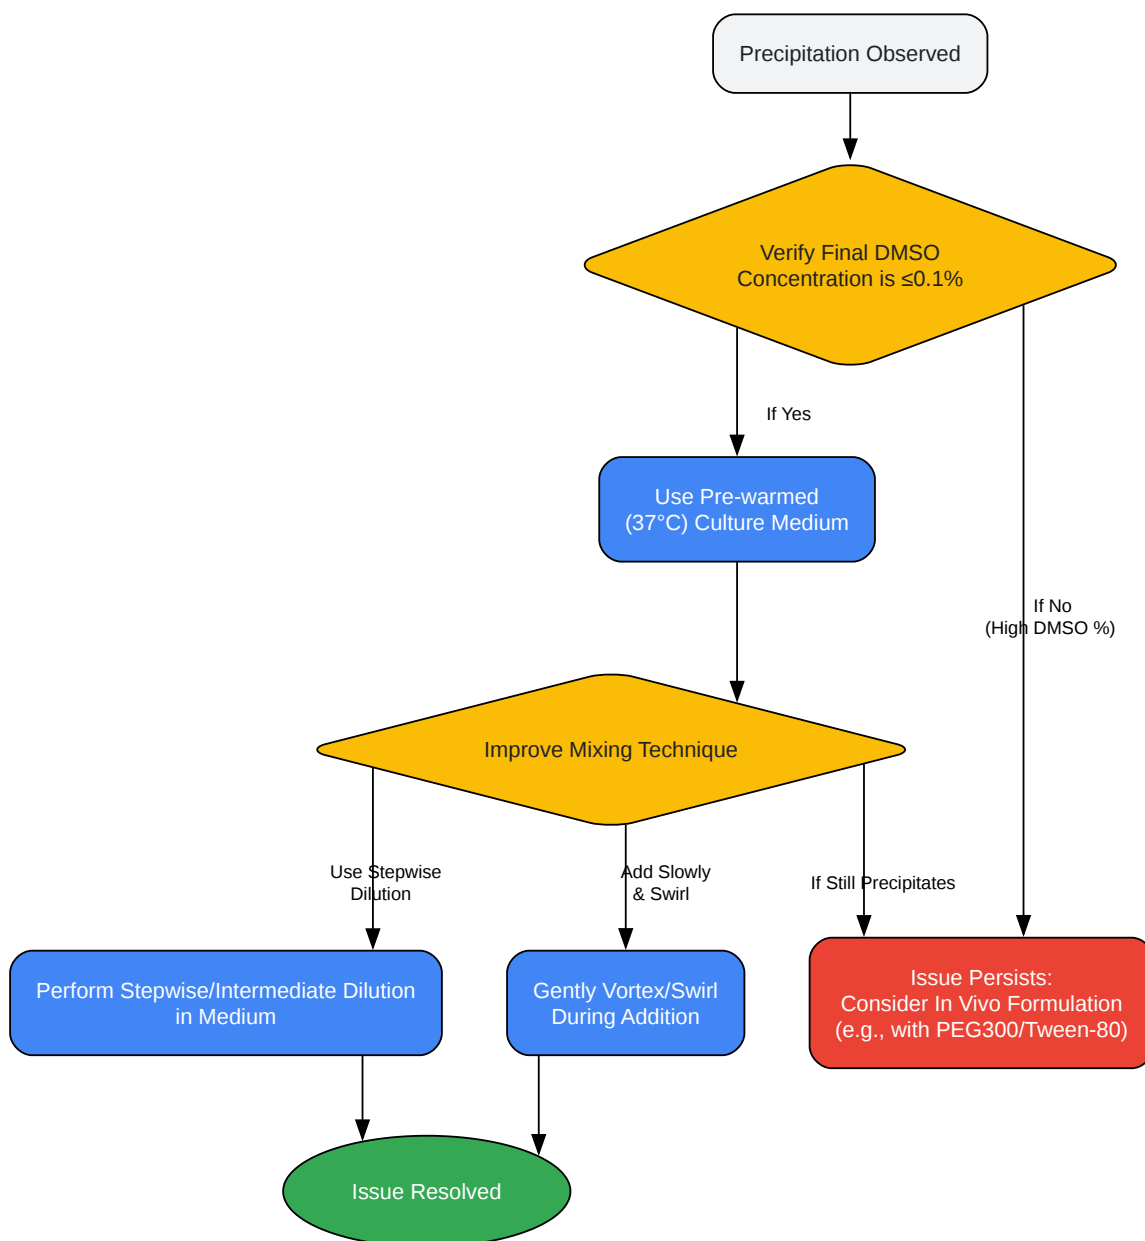 Precipitation Observed
Verify Final DMSO
Concentration is ≤0.1%
If Yes
Use Pre-warmed
(37°C) Culture Medium
If No
(High DMSO %)
Improve Mixing Technique
Use Stepwise
Dilution
Add Slowly
& Swirl
If Still Precipitates
Perform Stepwise/Intermediate Dilution
in Medium
Gently Vortex/Swirl
During Addition
Issue Persists:
Consider In Vivo Formulation
(e.g., with PEG300/Tween-80)
Issue Resolved